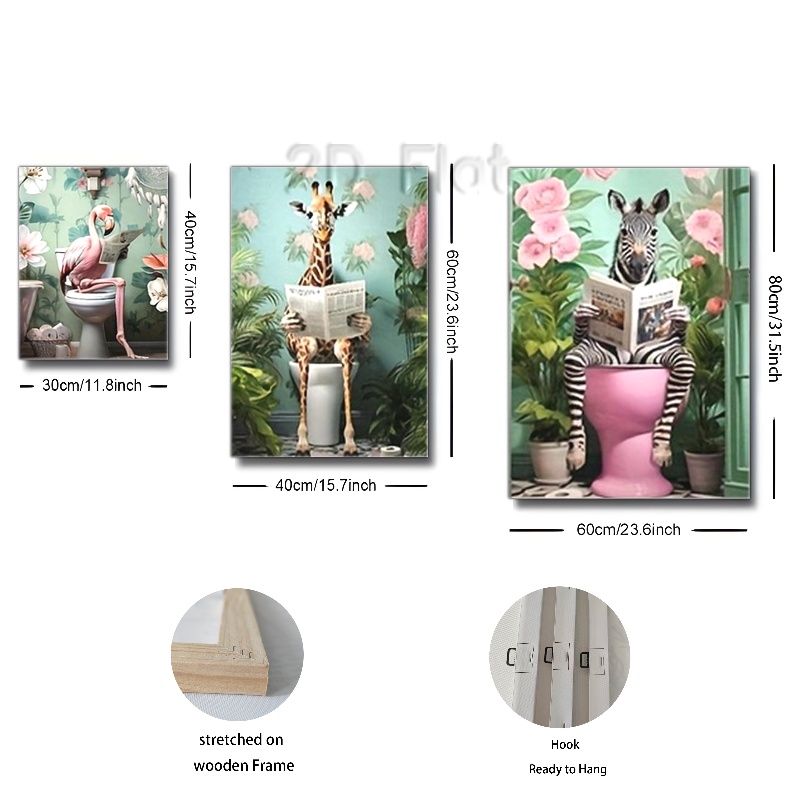 2D Flat
40cm/15.7inch
30cm/11.8inch
60cm/23.6inch
40cm/15.7inch
80cm/31.5inch
60cm/23.6inch
stretched on
wooden Frame
Hook
Ready to Hang